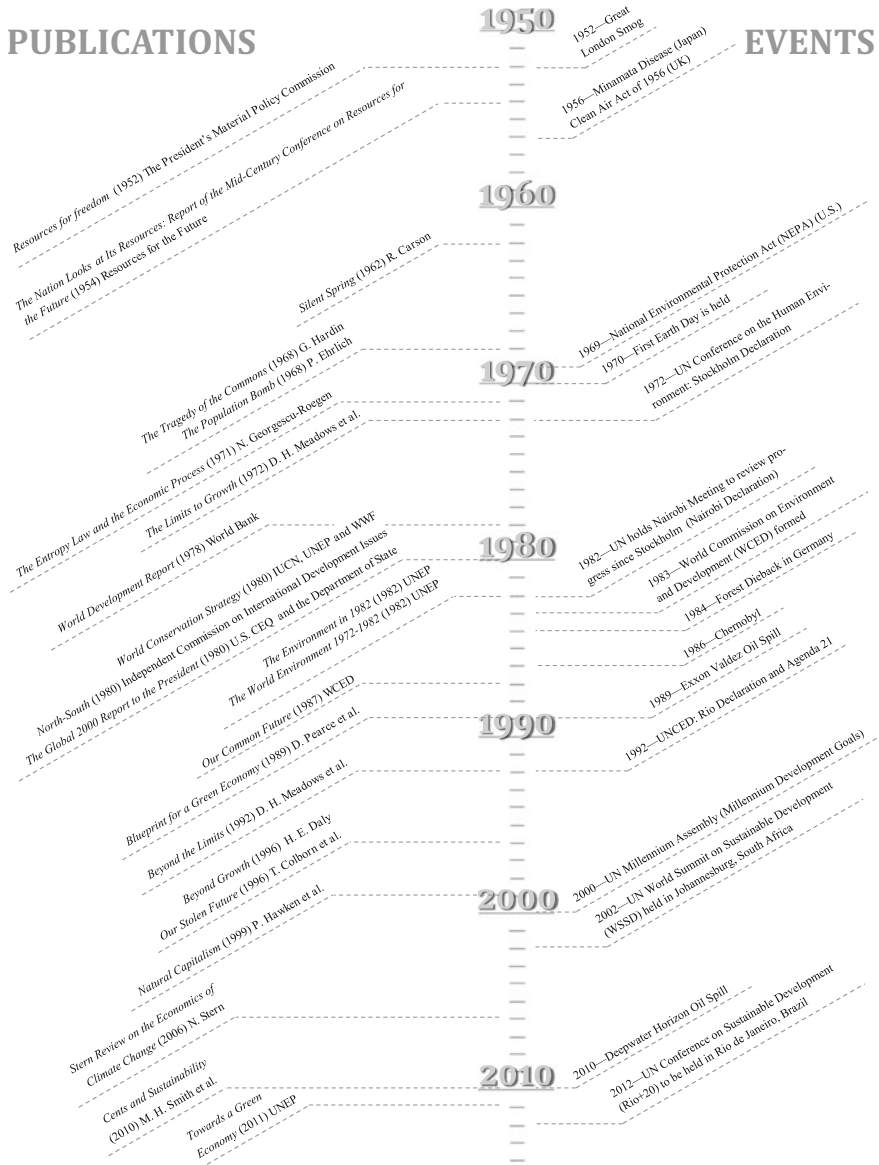 PUBLICATIONS
EVENTS
1950
1960
1970
1980
1990
2000
2010
Resources for freedom (1952) The President's Material Policy Commission
The Nation Looks at Its Resources: Report of the Mid-Century Conference on Resources for
the Future (1954) Resources for the Future
Silent Spring (1962) R. Carson
The Tragedy of the Commons (1968) G. Hardin
The Population Bomb (1968) P. Ehrlich
The Entropy Law and the Economic Process (1971) N. Georgescu-Roegen
The Limits to Growth (1972) D. H. Meadows et al.
World Development Report (1978) World Bank
World Conservation Strategy (1980) IUCN, UNEP and WWF
North-South (1980) Independent Commission on International Development Issues
The Global 2000 Report to the President (1980) U.S. CEQ and the Department of State
The Environment in 1982 (1982) UNEP
The World Environment 1972-1982 (1982) UNEP
Our Common Future (1987) WCED
Blueprint for a Green Economy (1989) D. Pearce et al.
Beyond the Limits (1992) D. H. Meadows et al.
Beyond Growth (1996) H. E. Daly
Our Stolen Future (1996) T. Colborn et al.
Natural Capitalism (1999) P. Hawken et al.
Stern Review on the Economics of
Climate Change (2006) N. Stern
Cents and Sustainability
(2010) M. H. Smith et al.
Towards a Green
Economy (2011) UNEP
1952—Great
London Smog
1956—Minamata Disease (Japan)
Clean Air Act of 1956 (UK)
1969—National Environmental Protection Act (NEPA) (U.S.)
1970—First Earth Day is held
1972—UN Conference on the Human Envi-
ronment: Stockholm Declaration
1982—UN holds Nairobi Meeting to review pro-
gress since Stockholm (Nairobi Declaration)
1983—World Commission on Environment
and Development (WCED) formed
1984—Forest Dieback in Germany
1986—Chernobyl
1989—Exxon Valdez Oil Spill
1992—UNCED: Rio Declaration and Agenda 21
2000—UN Millennium Assembly (Millennium Development Goals)
2002—UN World Summit on Sustainable Development
(WSSD) held in Johannesburg, South Africa
2010—Deepwater Horizon Oil Spill
2012—UN Conference on Sustainable Development
(Rio+20) to be held in Rio de Janeiro, Brazil